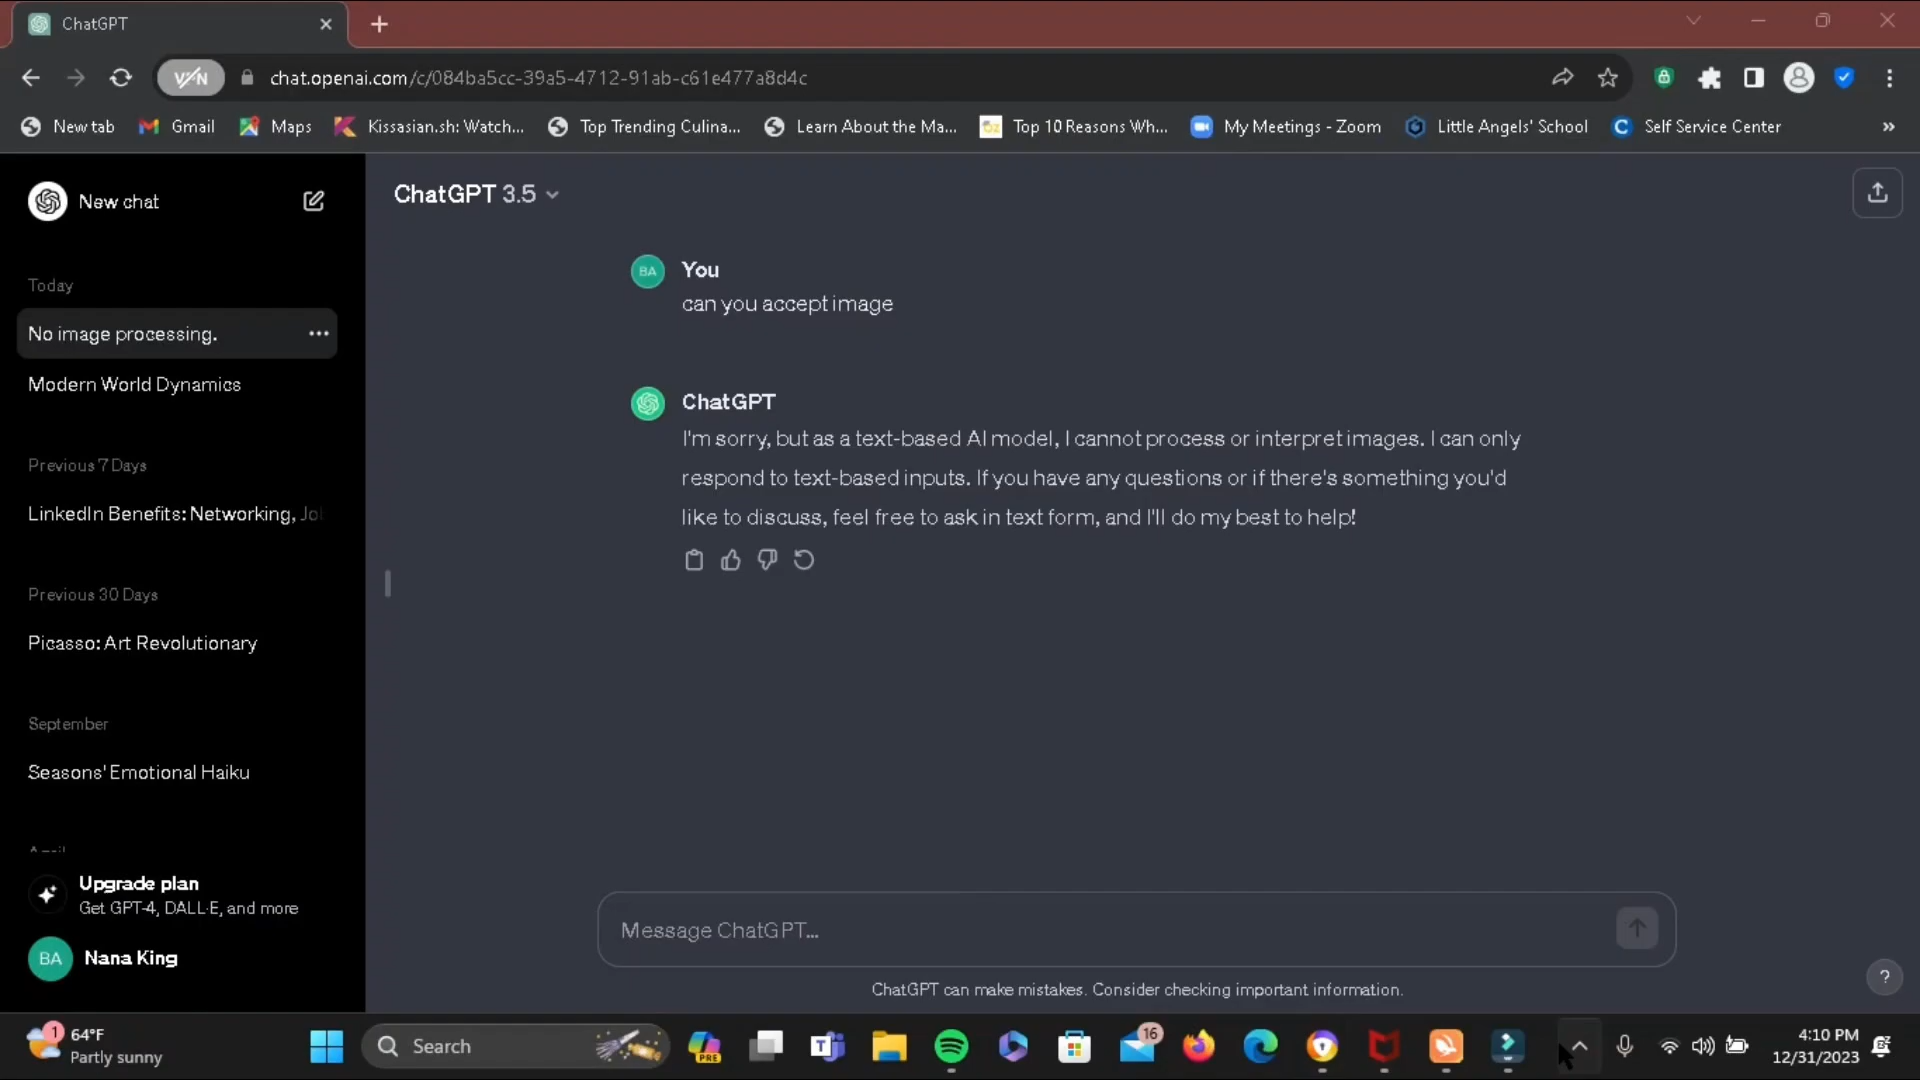 ChatGPT
chat.openai.com/c/084ba5cc-39a5-4712-91ab-c61e477a8d4c
New tab
Gmail
Maps
Kissasian.sh: Watch...
Top Trending Culina...
Learn About the Ma...
Top 10 Reasons Wh...
My Meetings - Zoom
Little Angels' School
Self Service Center
New chat
Today
No image processing.
Modern World Dynamics
Previous 7 Days
LinkedIn Benefits: Networking,
Previous 30 Days
Picasso: Art Revolutionary
September
Seasons' Emotional Haiku
Upgrade plan
Get GPT-4, DALL·E, and more
BA
Nana King
ChatGPT 3.5
BA
You
can you accept image
ChatGPT
I'm sorry, but as a text-based AI model, I cannot process or interpret images. I can only
respond to text-based inputs. If you have any questions or if there's something you'd
like to discuss, feel free to ask in text form, and I'll do my best to help!
Message ChatGPT...
ChatGPT can make mistakes. Consider checking important information.
?
1
64°F
Partly sunny
Search
PRE
16
4:10 PM
12/31/2023